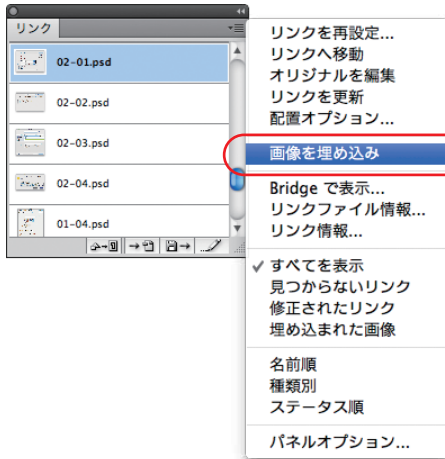 リンク
02-01.psd
02-02.psd
02-03.psd
02-04.psd
01-04.psd
リンクを再設定...
リンクへ移動
オリジナルを編集
リンクを更新
配置オプション...
画像を埋め込み
Bridge で表示...
リンクファイル情報...
リンク情報...
✓ すべてを表示
見つからないリンク
修正されたリンク
埋め込まれた画像
名前順
種類別
ステータス順
パネルオプション...